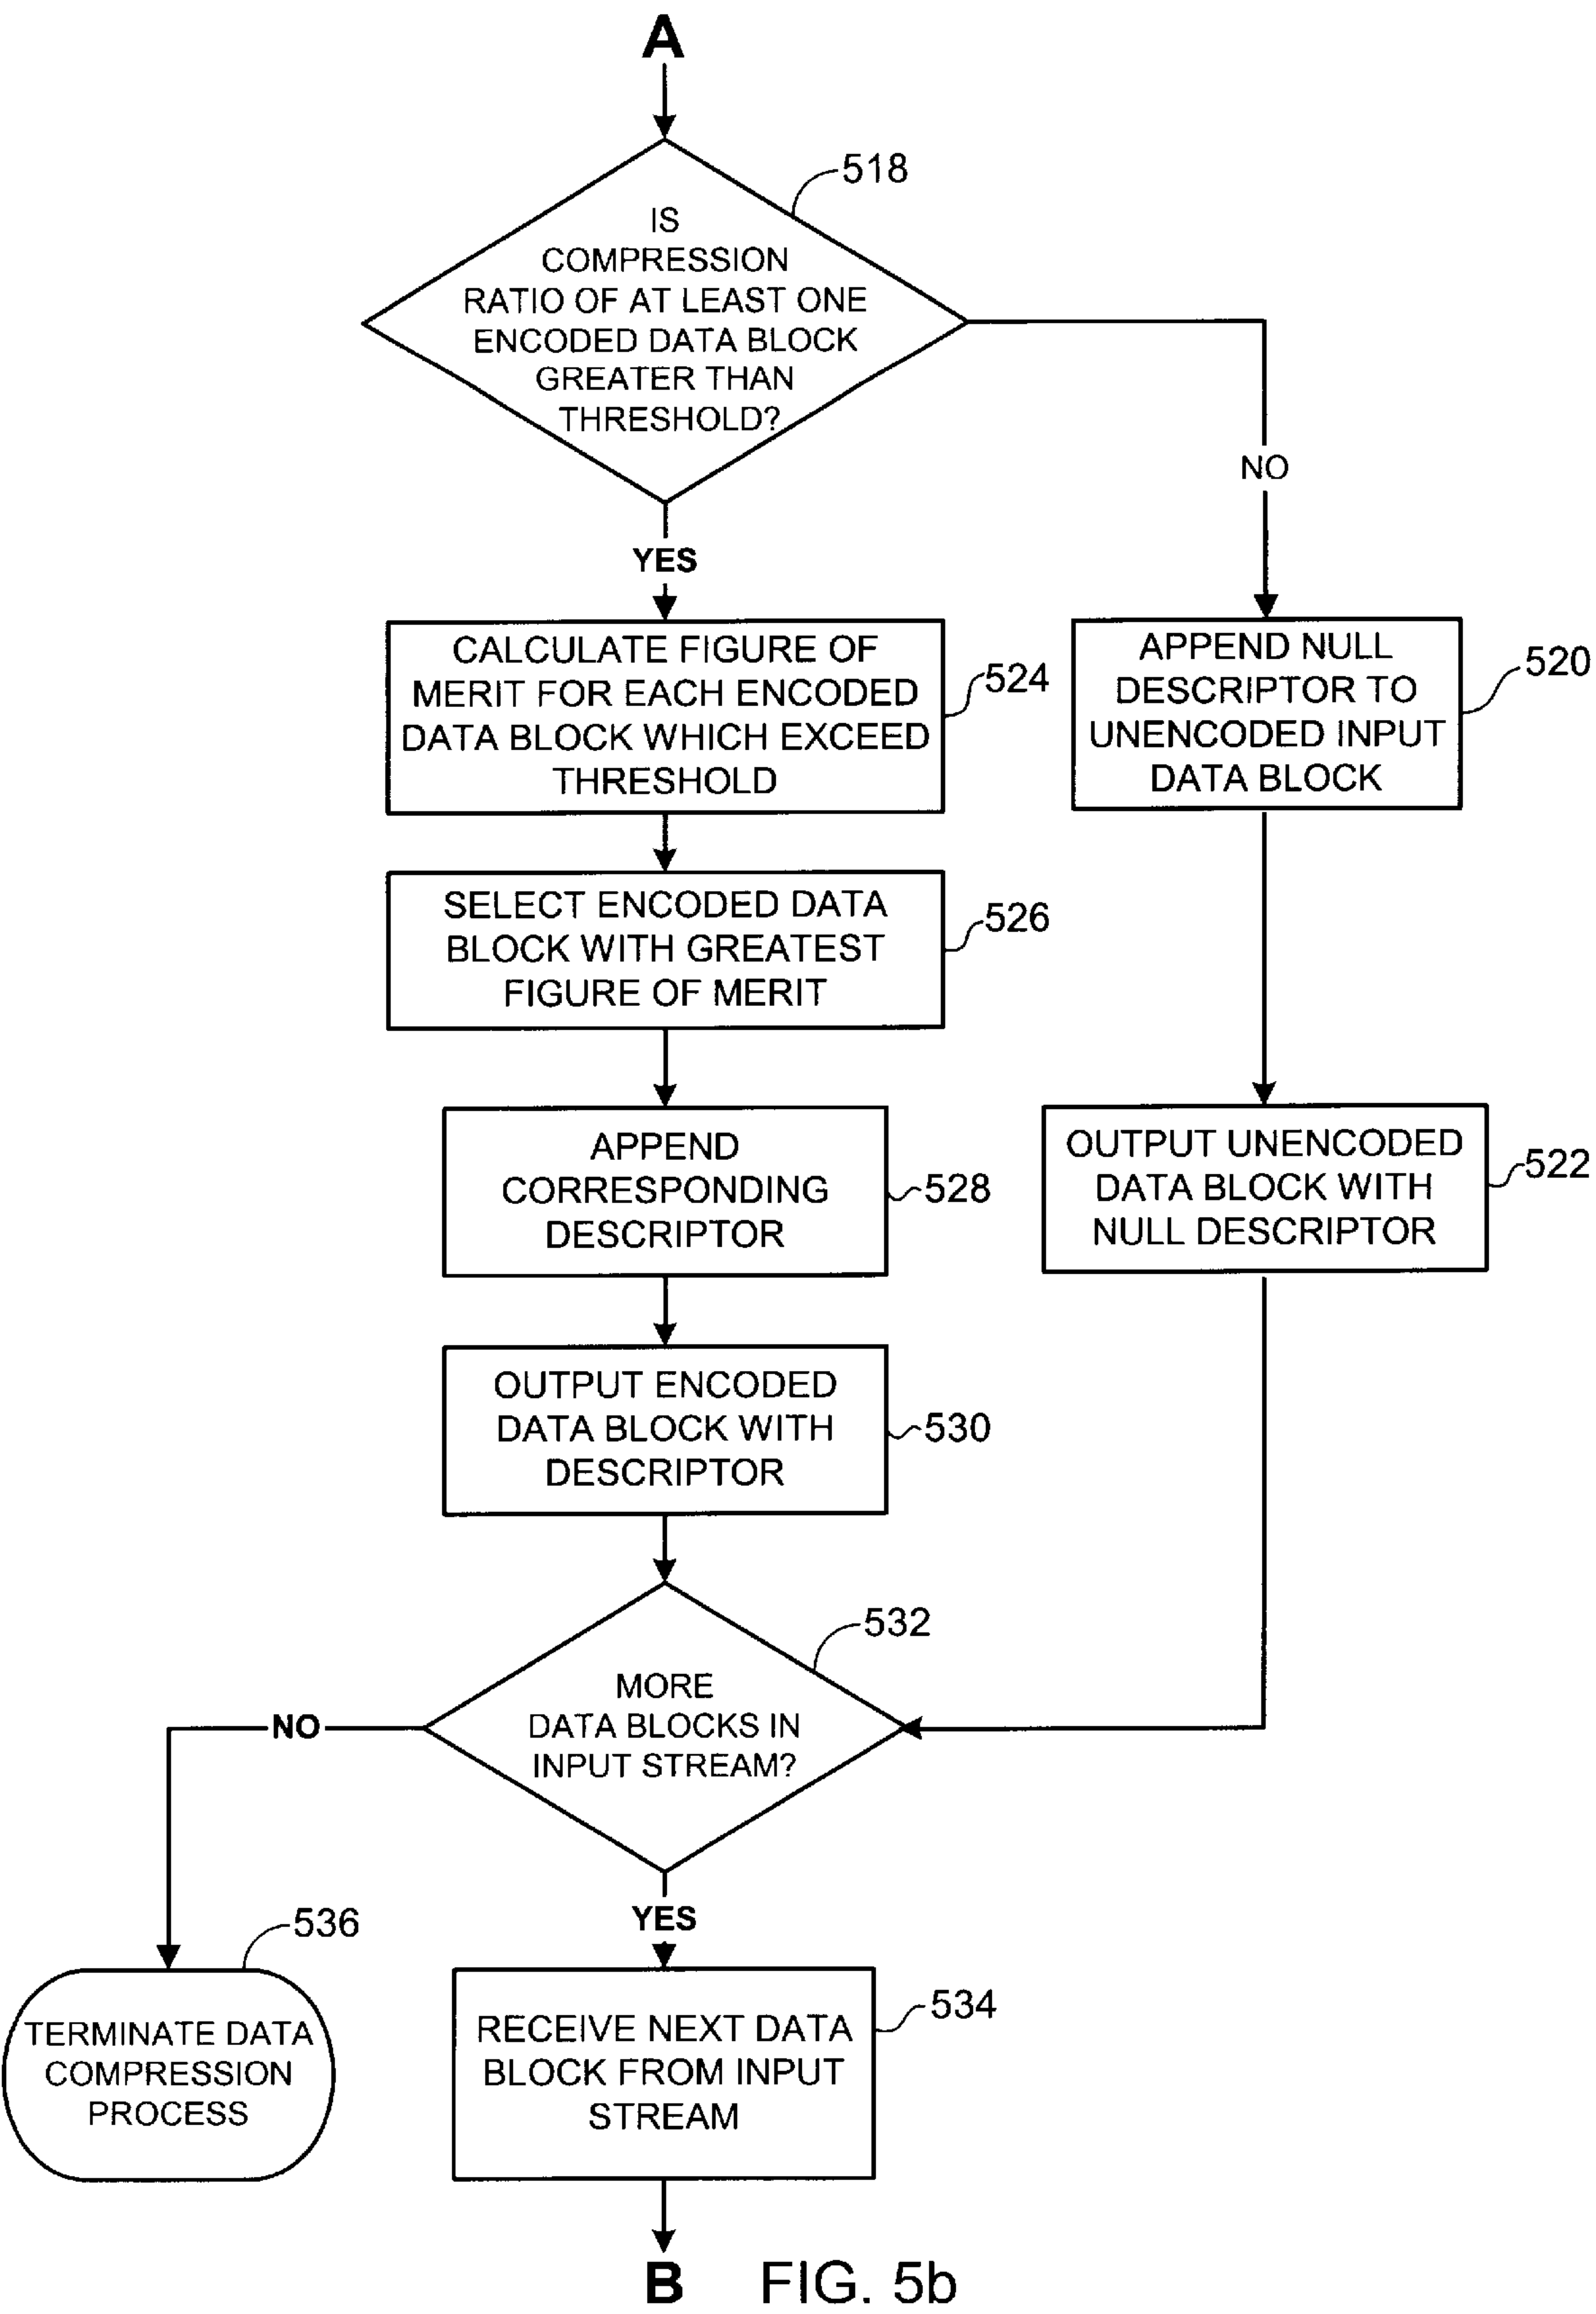 A
518
IS
COMPRESSION
RATIO OF AT LEAST ONE
ENCODED DATA BLOCK
GREATER THAN
THRESHOLD?
NO
YES
CALCULATE FIGURE OF
MERIT FOR EACH ENCODED
DATA BLOCK WHICH EXCEED
THRESHOLD
524
APPEND NULL
DESCRIPTOR TO
UNENCODED INPUT
DATA BLOCK
520
SELECT ENCODED DATA
BLOCK WITH GREATEST
FIGURE OF MERIT
526
APPEND
CORRESPONDING
DESCRIPTOR
528
OUTPUT UNENCODED
DATA BLOCK WITH
NULL DESCRIPTOR
522
OUTPUT ENCODED
DATA BLOCK WITH
DESCRIPTOR
530
532
MORE
DATA BLOCKS IN
INPUT STREAM?
NO
YES
536
TERMINATE DATA
COMPRESSION
PROCESS
534
RECEIVE NEXT DATA
BLOCK FROM INPUT
STREAM
B FIG. 5b